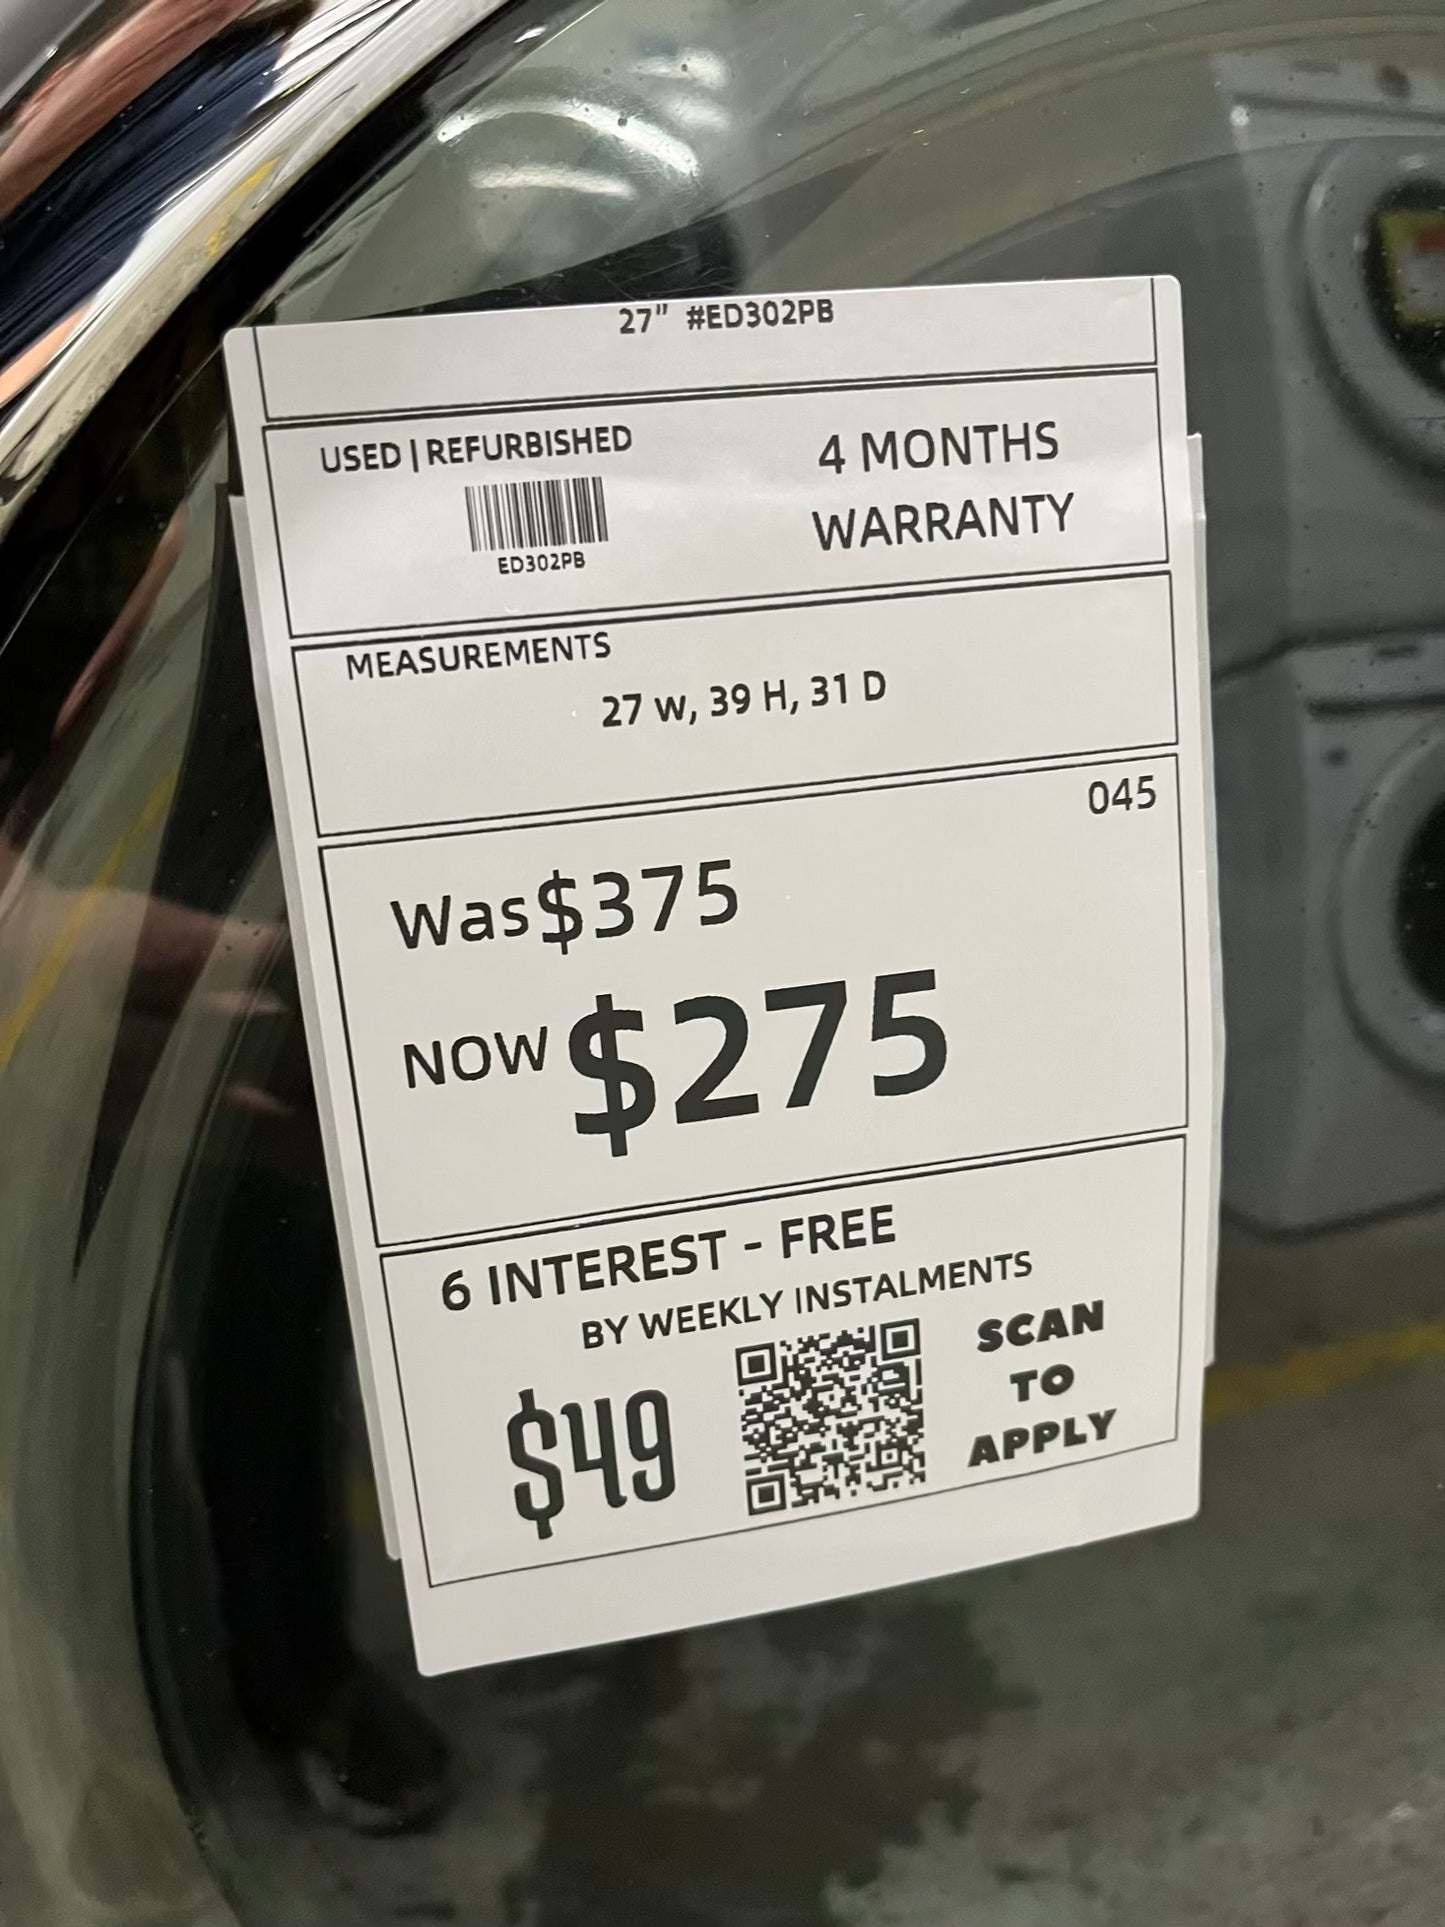 27" #ED302PB
USED | REFURBISHED
ED302PB
4 MONTHS
WARRANTY
MEASUREMENTS
27 W, 39 H, 31 D
045
Was $375
NOW $275
6 INTEREST - FREE
BY WEEKLY INSTALMENTS
$49
SCAN
TO
APPLY